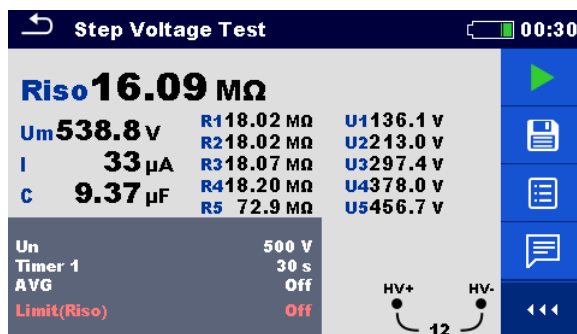 Step Voltage Test 00:30
Riso 16.09 MΩ
Um 538.8 V
I 33 µA
C 9.37 µF
R1 18.02 MΩ
R2 18.02 MΩ
R3 18.07 MΩ
R4 18.20 MΩ
R5 72.9 MΩ
U1 136.1 V
U2 213.0 V
U3 297.4 V
U4 378.0 V
U5 456.7 V
Un 500 V
Timer 1 30 s
AVG Off
Limit(Riso) Off
HV+ HV-
12